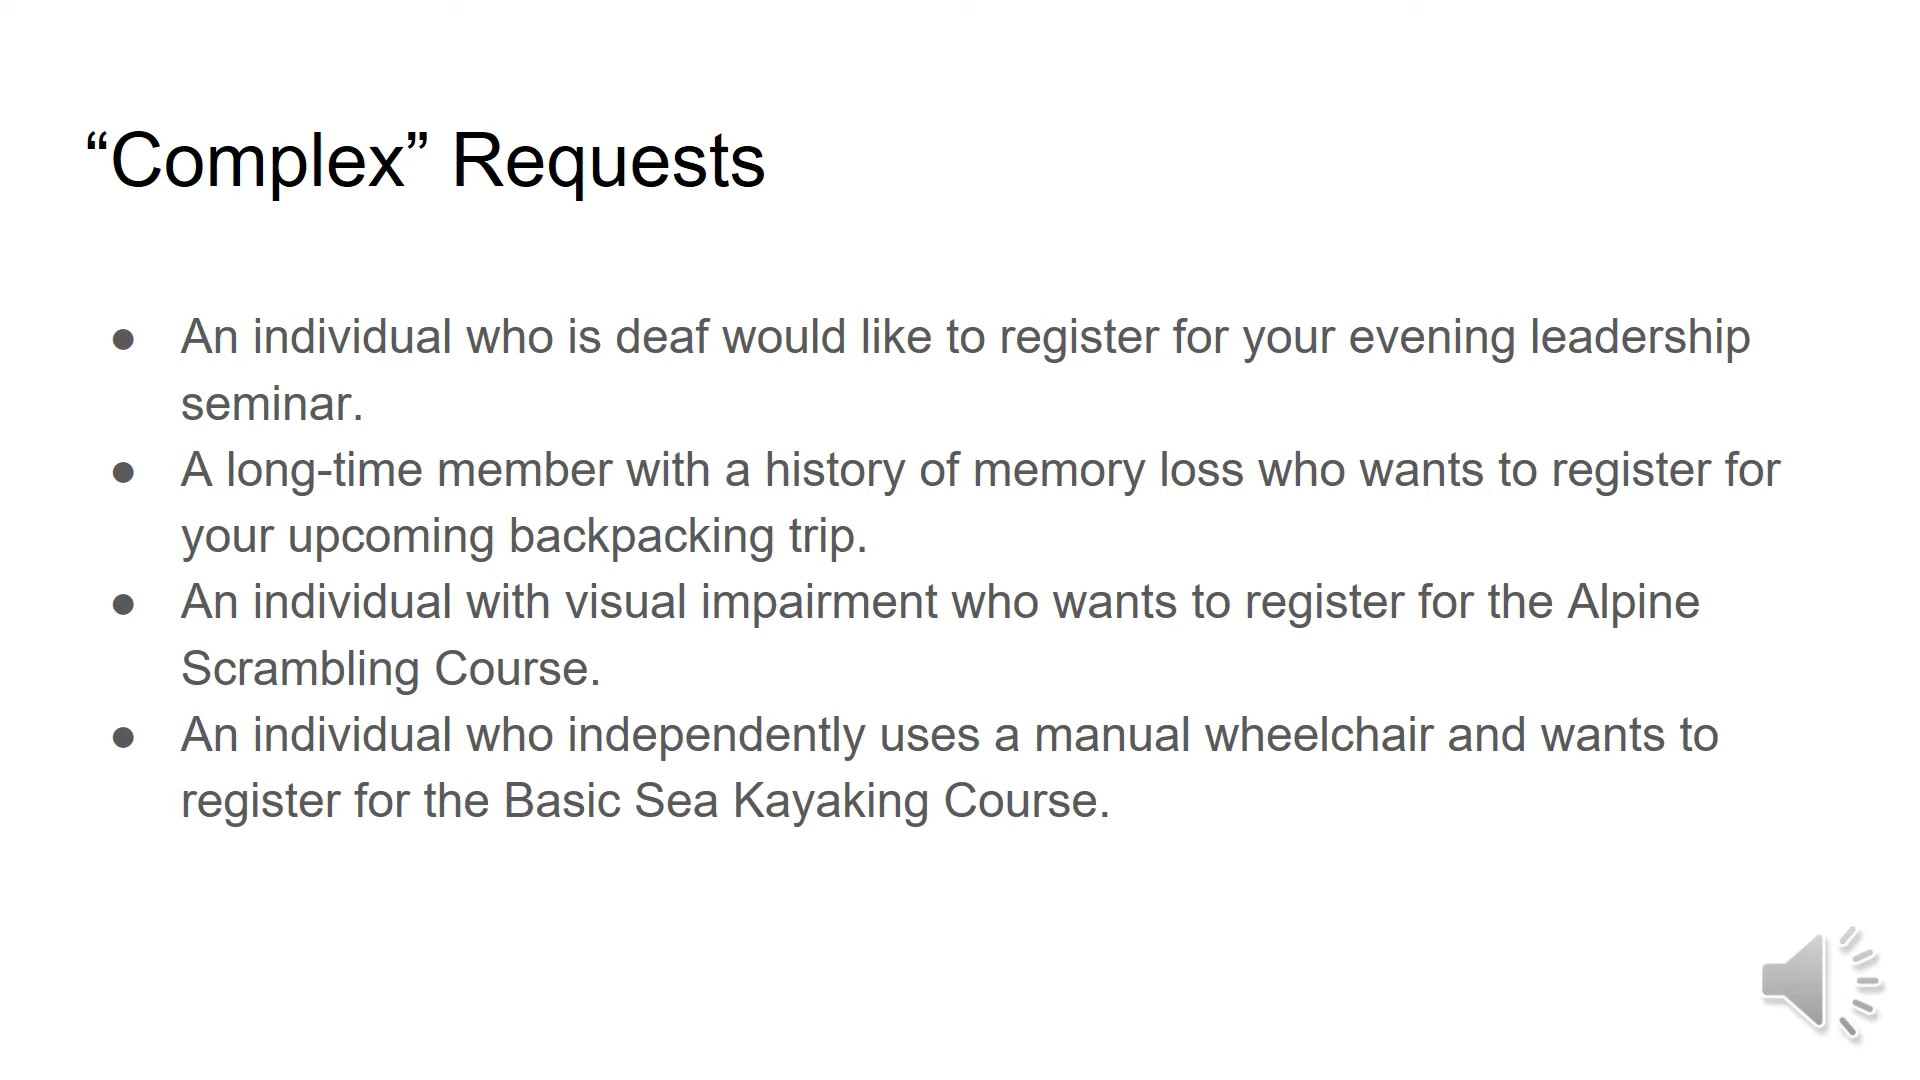 “Complex” Requests
● An individual who is deaf would like to register for your evening leadership
seminar.
● A long-time member with a history of memory loss who wants to register for
your upcoming backpacking trip.
● An individual with visual impairment who wants to register for the Alpine
Scrambling Course.
● An individual who independently uses a manual wheelchair and wants to
register for the Basic Sea Kayaking Course.